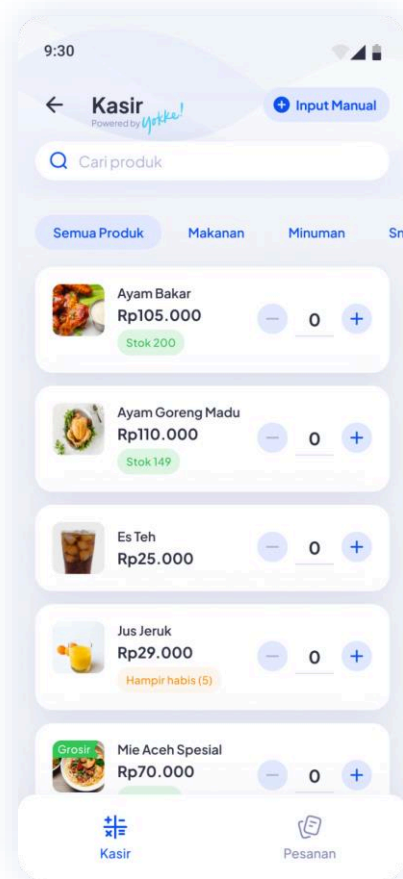 9:30
Kasir
Powered by yokke!
Input Manual
Cari produk
Semua Produk Makanan Minuman Sn
Ayam Bakar
Rp105.000
Stok 200
0
Ayam Goreng Madu
Rp110.000
Stok 149
0
Es Teh
Rp25.000
0
Jus Jeruk
Rp29.000
Hampir habis (5)
0
Grosir
Mie Aceh Spesial
Rp70.000
0
Kasir
Pesanan